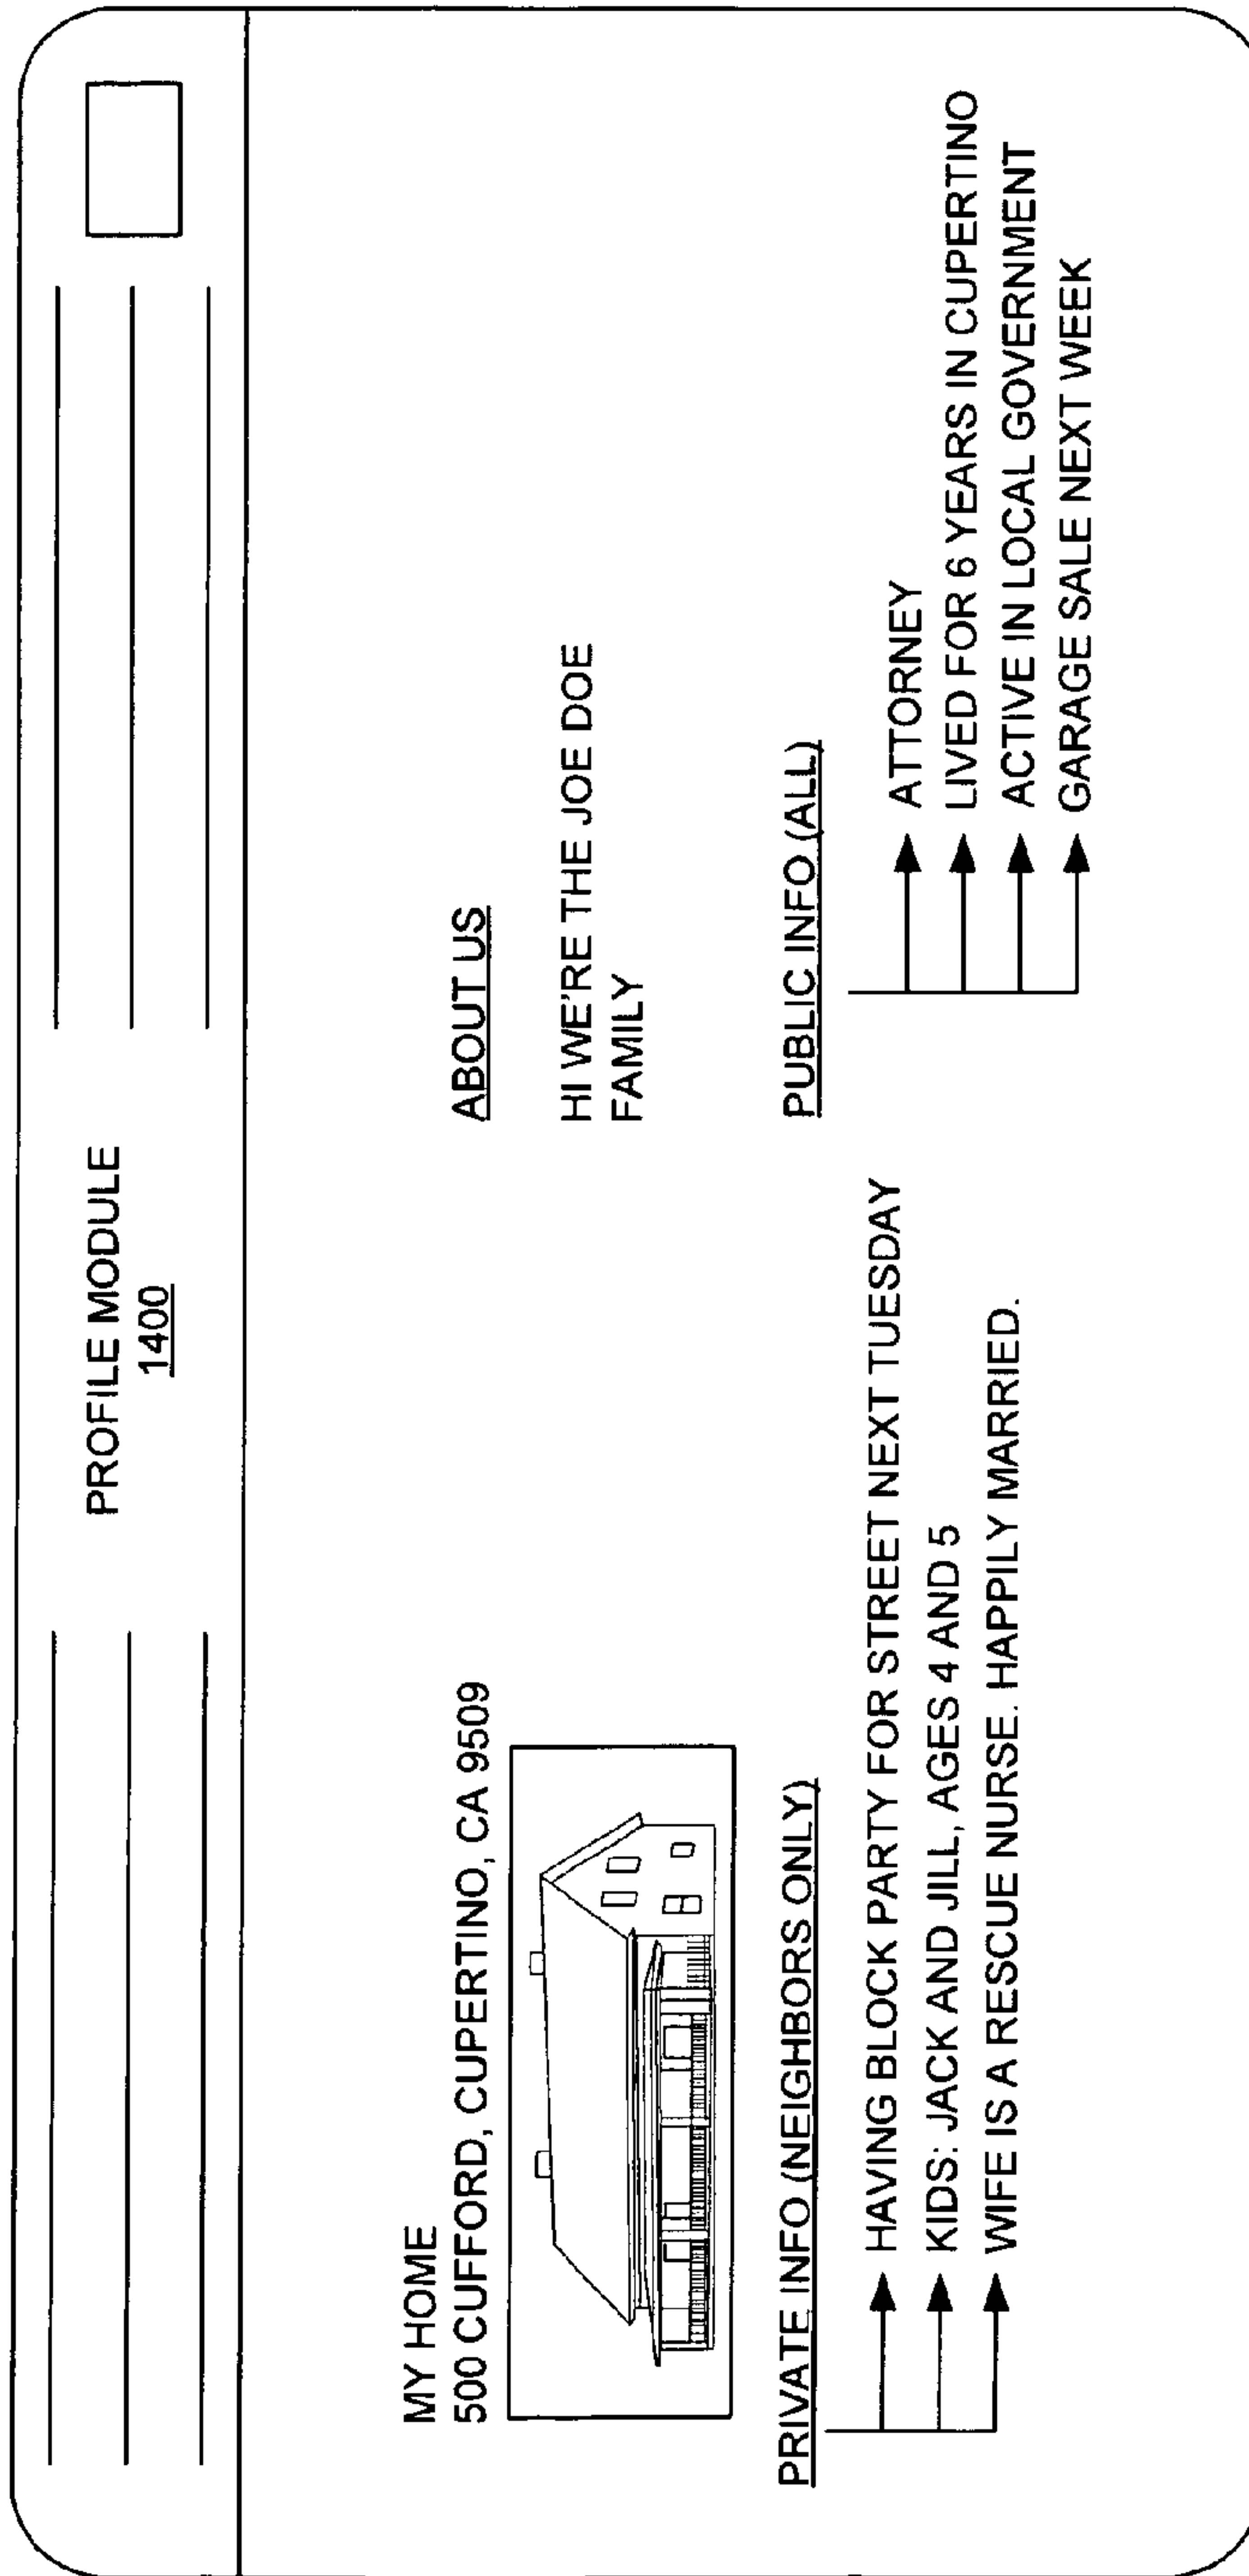 PROFILE MODULE
1400
MY HOME
500 CUFFORD, CUPERTINO, CA 9509
ABOUT US
HI WE'RE THE JOE DOE
FAMILY
PRIVATE INFO (NEIGHBORS ONLY)
HAVING BLOCK PARTY FOR STREET NEXT TUESDAY
KIDS: JACK AND JILL, AGES 4 AND 5
WIFE IS A RESCUE NURSE. HAPPILY MARRIED.
PUBLIC INFO (ALL)
ATTORNEY
LIVED FOR 6 YEARS IN CUPERTINO
ACTIVE IN LOCAL GOVERNMENT
GARAGE SALE NEXT WEEK